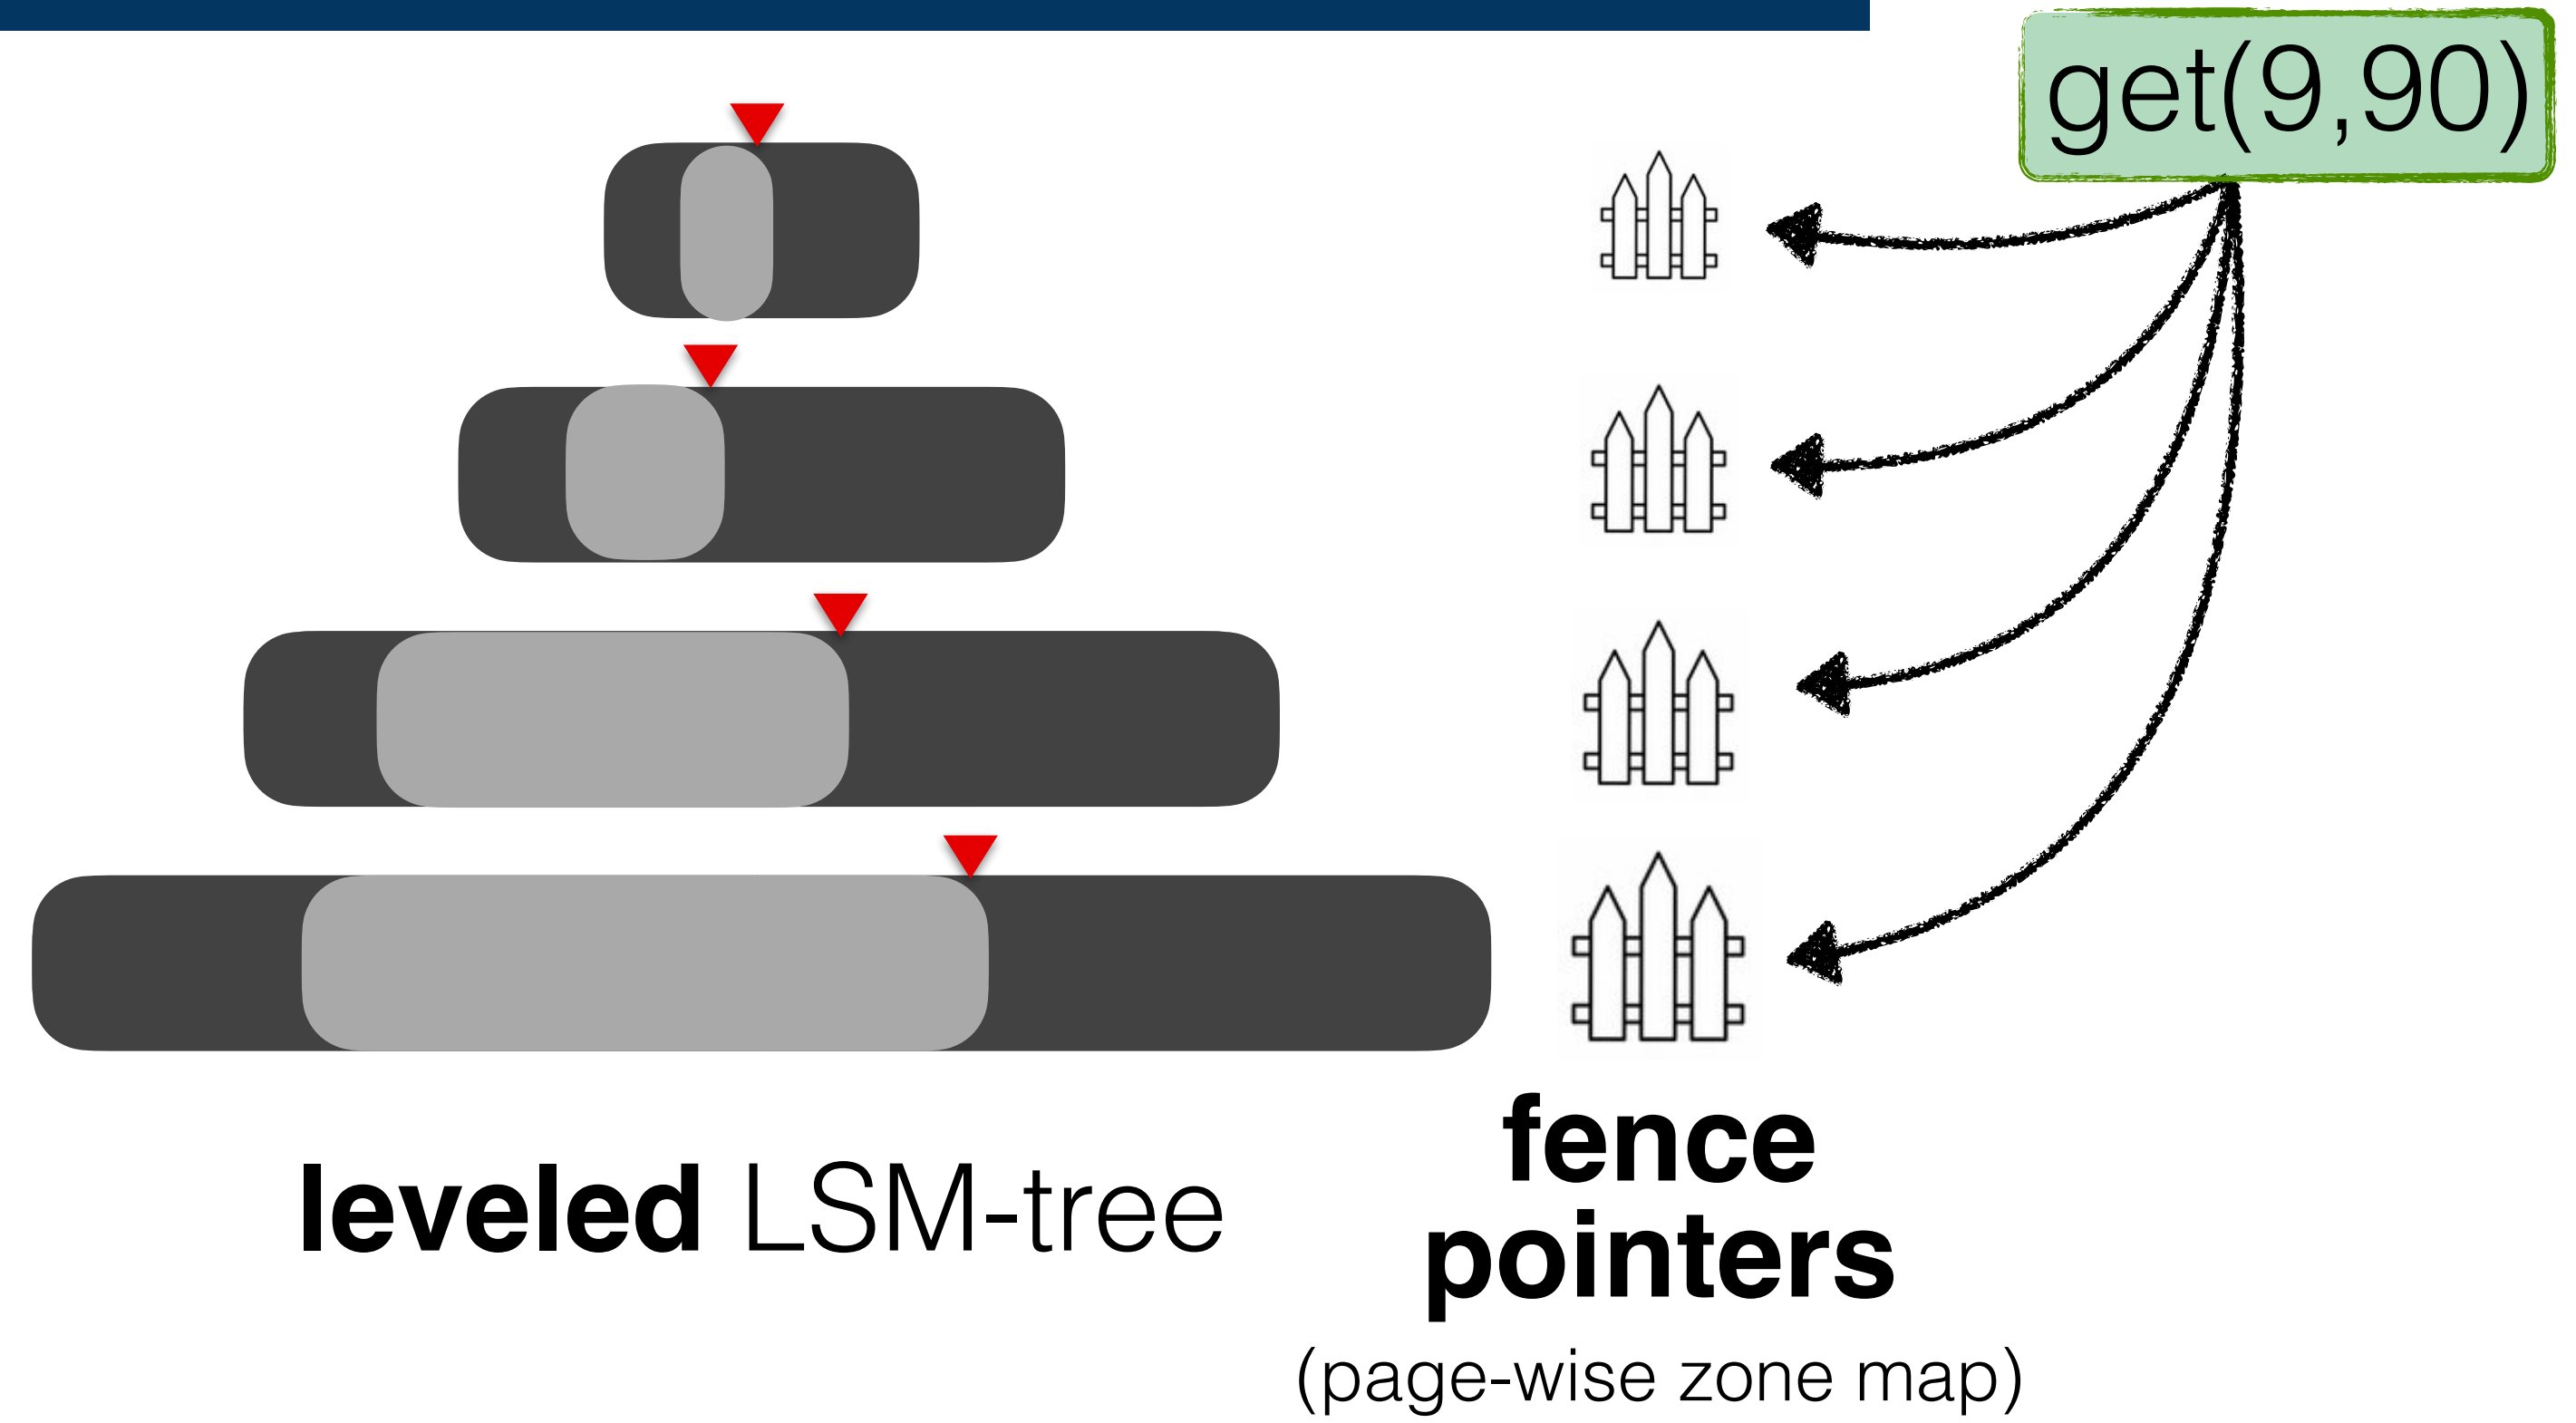 get(9,90)
leveled LSM-tree
fence
pointers
(page-wise zone map)